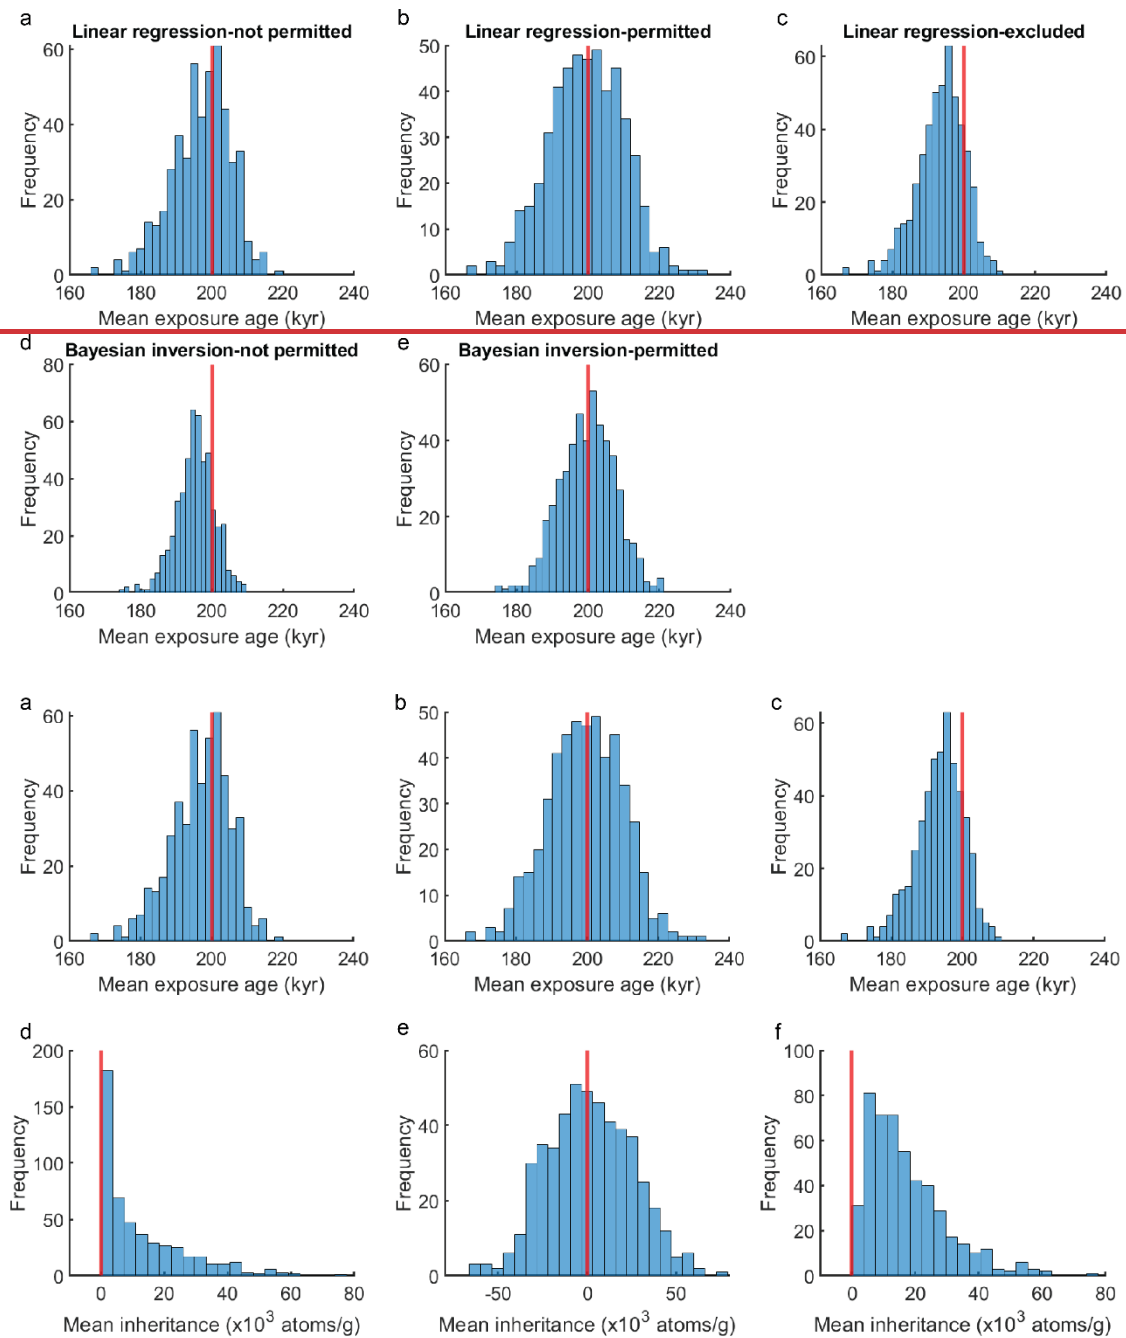 a
b
c
Linear regression-not permitted
Linear regression-permitted
Linear regression-excluded
60
40
20
0
Frequency
160 180 200 220 240
Mean exposure age (kyr)
50
40
30
20
10
0
Frequency
160 180 200 220 240
Mean exposure age (kyr)
60
40
20
0
Frequency
160 180 200 220 240
Mean exposure age (kyr)
d
e
Bayesian inversion-not permitted
Bayesian inversion-permitted
80
60
40
20
0
Frequency
160 180 200 220 240
Mean exposure age (kyr)
60
40
20
0
Frequency
160 180 200 220 240
Mean exposure age (kyr)
a
b
c
60
40
20
0
Frequency
160 180 200 220 240
Mean exposure age (kyr)
50
40
30
20
10
0
Frequency
160 180 200 220 240
Mean exposure age (kyr)
60
40
20
0
Frequency
160 180 200 220 240
Mean exposure age (kyr)
d
e
f
200
150
100
50
0
Frequency
0 20 40 60 80
Mean inheritance (x10³ atoms/g)
60
40
20
0
Frequency
-50 0 50
Mean inheritance (x10³ atoms/g)
100
80
60
40
20
0
Frequency
0 20 40 60 80
Mean inheritance (x10³ atoms/g)